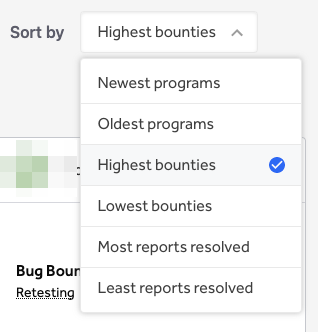 Sort by
Highest bounties
Newest programs
Oldest programs
Highest bounties
Lowest bounties
Most reports resolved
Least reports resolved
Bug
Retesting